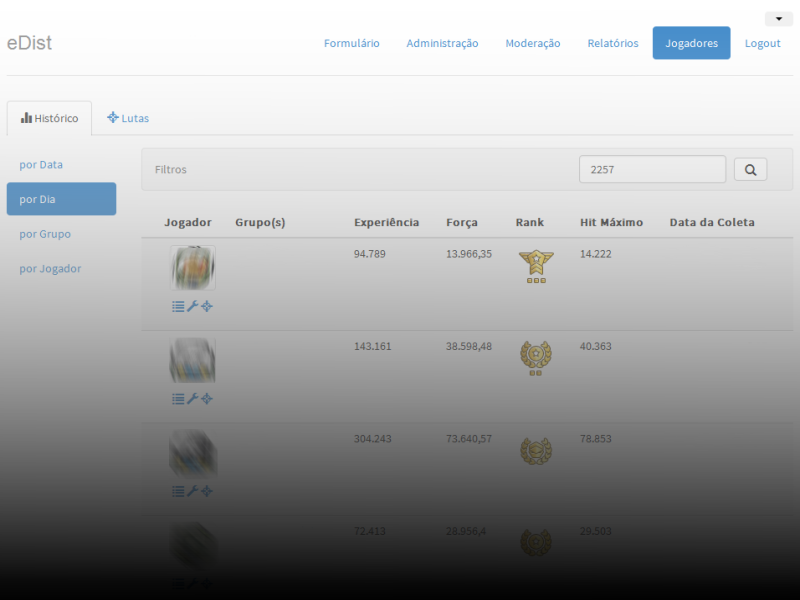 eDist
Formulário Administração Moderação Relatórios Jogadores Logout
Histórico Lutas
por Data
por Dia
por Grupo
por Jogador
Filtros 2257
Jogador Grupo(s) Experiência Força Rank Hit Máximo Data da Coleta
94.789 13.966,35 14.222
143.161 38.598,48 40.363
304.243 73.640,57 78.853
72.413 28.956,4 29.503